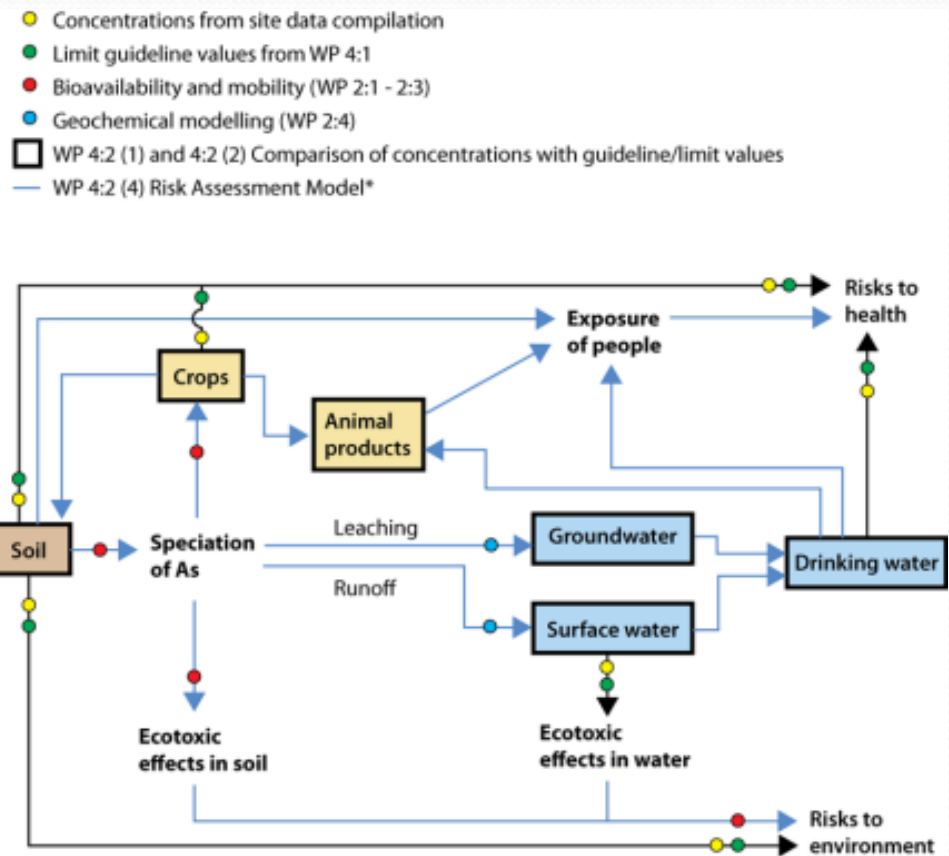 Concentrations from site data compilation
Limit guideline values from WP 4:1
Bioavailability and mobility (WP 2:1 - 2:3)
Geochemical modelling (WP 2:4)
WP 4:2 (1) and 4:2 (2) Comparison of concentrations with guideline/limit values
WP 4:2 (4) Risk Assessment Model*
Risks to
health
Exposure
of people
Crops
Animal
products
Soil
Speciation
of As
Leaching
Runoff
Groundwater
Surface water
Drinking water
Ecotoxic
effects in soil
Ecotoxic
effects in water
Risks to
environment